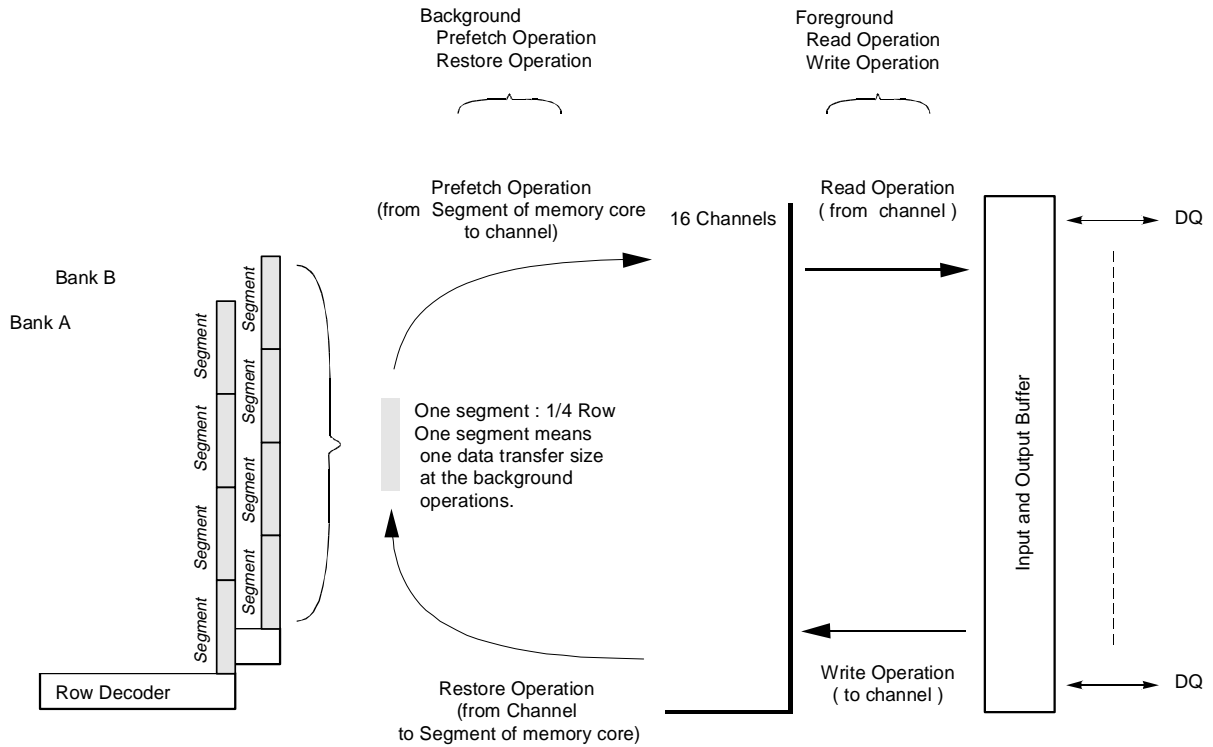 Background
Prefetch Operation
Restore Operation
Foreground
Read Operation
Write Operation
Prefetch Operation
(from Segment of memory core
to channel)
16 Channels
Read Operation
( from channel )
DQ
Bank B
Bank A
Segment
Segment
Segment
Segment
Segment
Segment
Segment
Segment
One segment : 1/4 Row
One segment means
one data transfer size
at the background
operations.
Input and Output Buffer
Row Decoder
Restore Operation
(from Channel
to Segment of memory core)
Write Operation
( to channel )
DQ